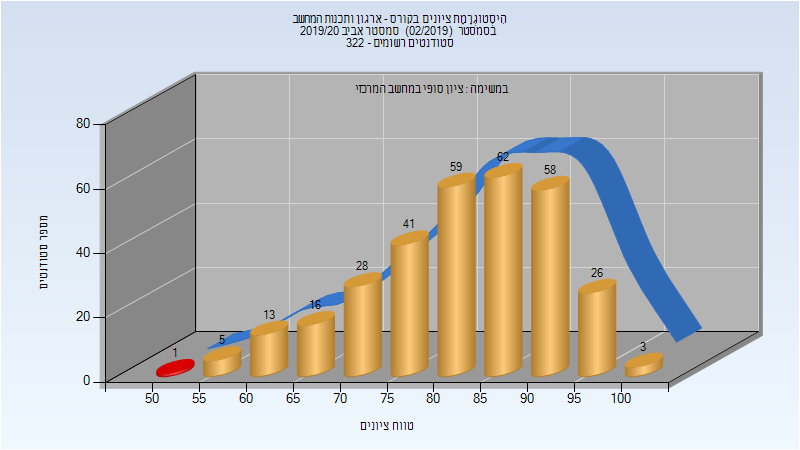 היסטוגרמת ציונים בקורס - ארגון ותכנות המחשב
בסמסטר (02/2019) סמסטר אביב 2019/20
סטודנטים רשומים - 322
במשימה : ציון סופי במחשב המרכזי
מספר סטודנטים
80
60
40
20
0
1
5
13
16
28
41
59
62
58
26
3
50 55 60 65 70 75 80 85 90 95 100
טווח ציונים